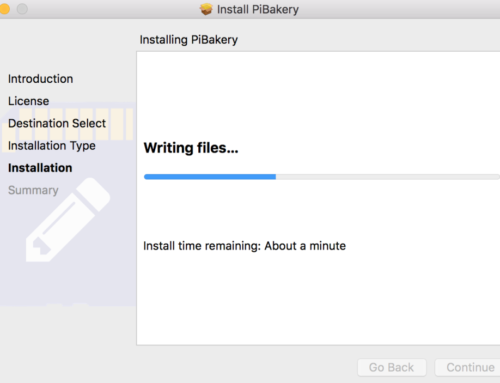 Install PiBakery
Installing PiBakery
Introduction
License
Destination Select
Installation Type
Installation
Summary
Writing files...
Install time remaining: About a minute
Go Back
Continue